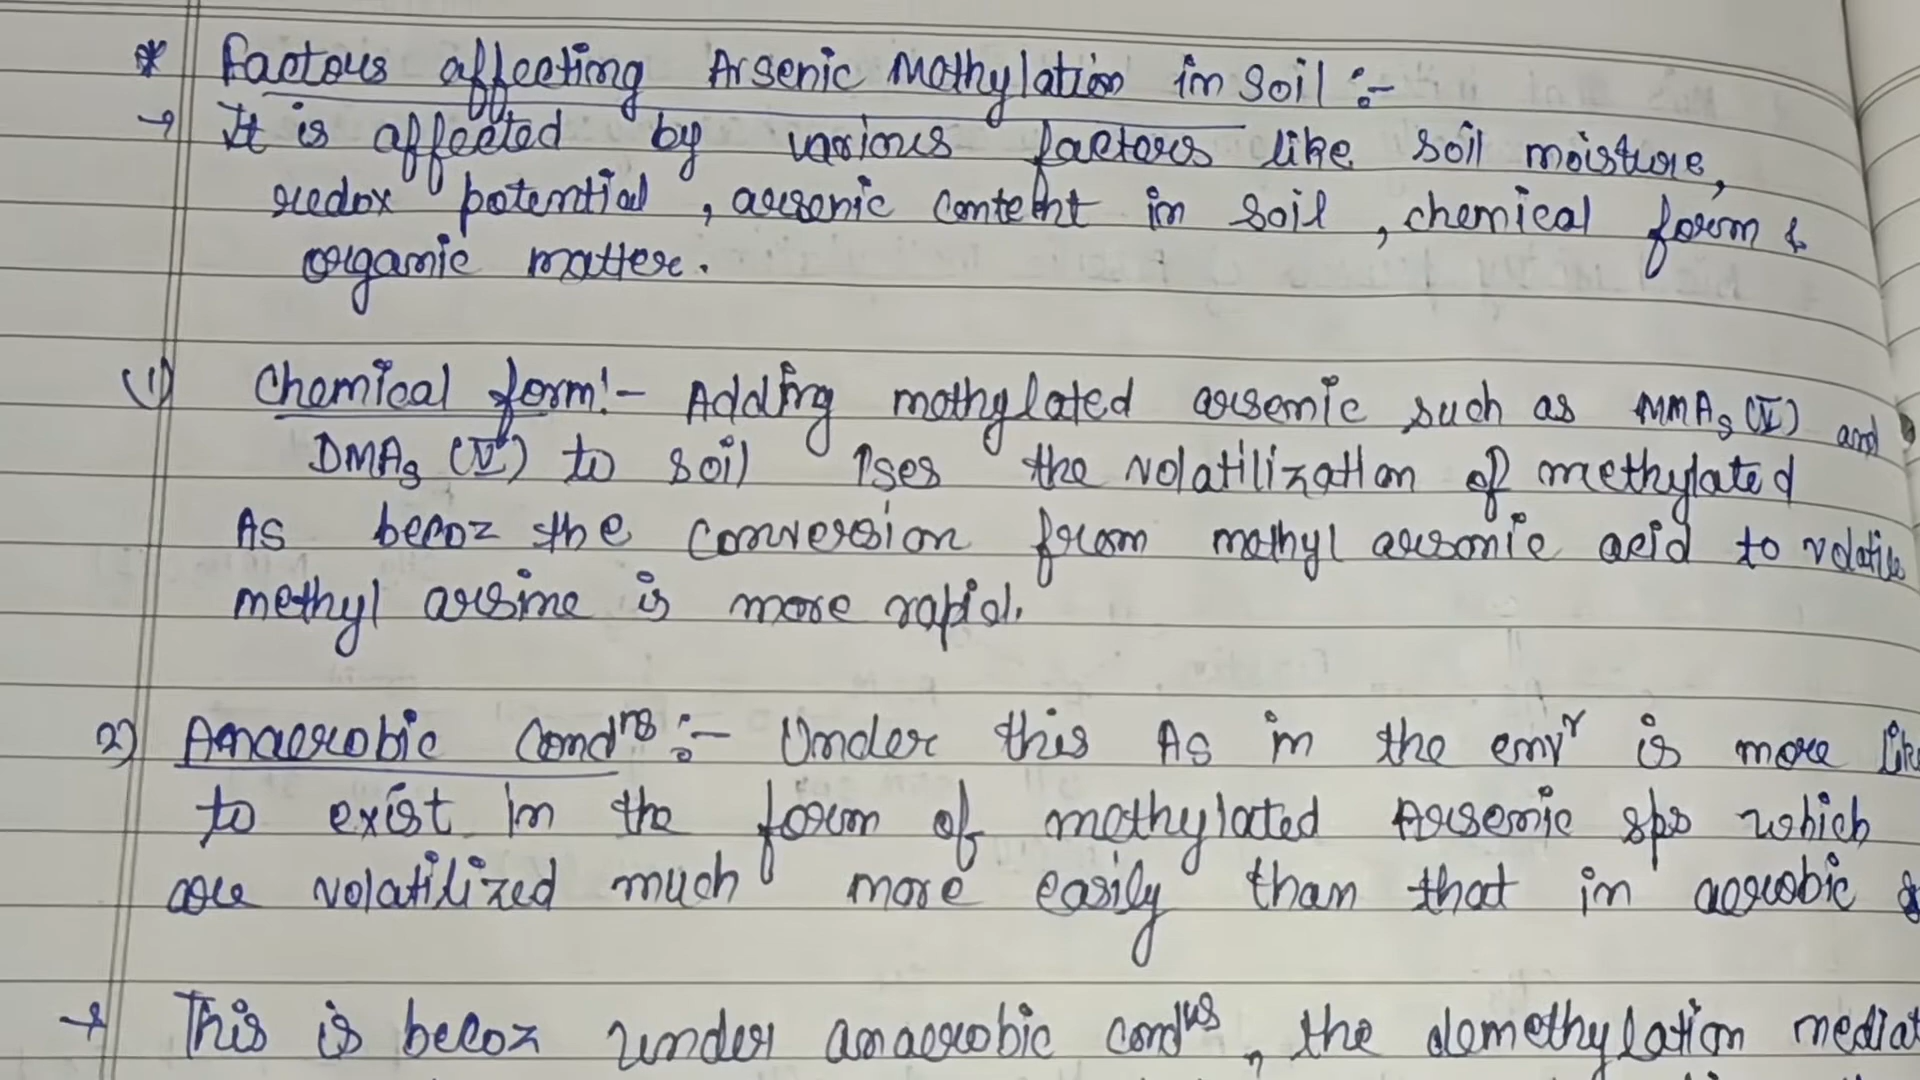 * Factors affecting Arsenic Methylation in soil :-
→ It is affected by various factors like soil moisture,
redox potential, arsenic content in soil, chemical form &
organic matter.
(1) Chemical form:- Adding methylated arsenic such as MMAs (V) and
DMAs (V) to soil ↑ses the volatilization of methylated
As becoz the conversion from methyl arsonic acid to volatile
methyl arsine is more rapid.
2) Anaerobic Condns :- Under this As in the envr is more
to exist in the form of methylated Arsenic sps which
are volatilized much more easily than that in aerobic
→ This is becoz under anaerobic condns, the demethylation